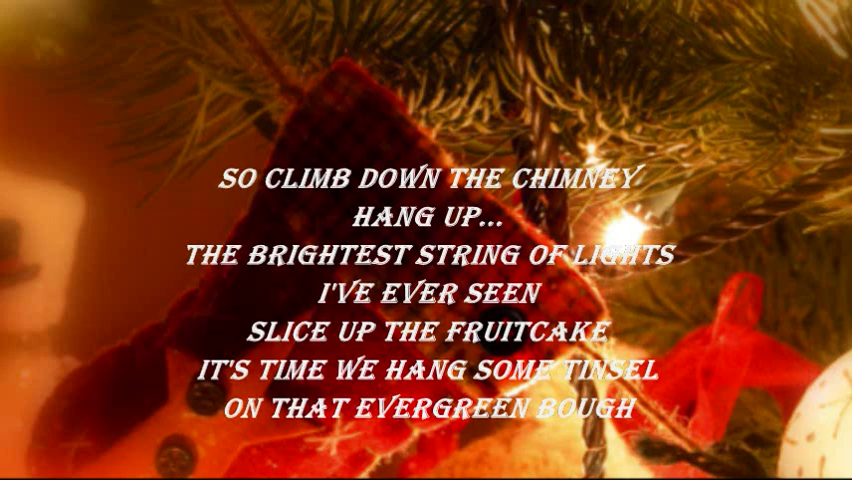 SO CLIMB DOWN THE CHIMNEY
HANG UP...
THE BRIGHTEST STRING OF LIGHTS
I'VE EVER SEEN
SLICE UP THE FRUITCAKE
IT'S TIME WE HANG SOME TINSEL
ON THAT EVERGREEN BOUGH